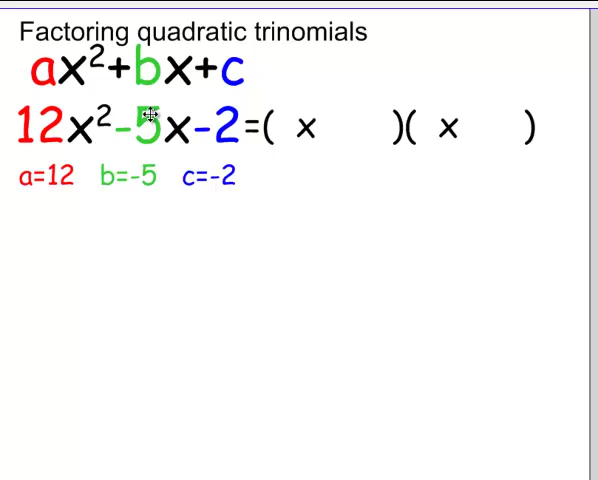 Factoring quadratic trinomials
ax²+bx+c
12x²-5x-2=( x )( x )
a=12 b=-5 c=-2